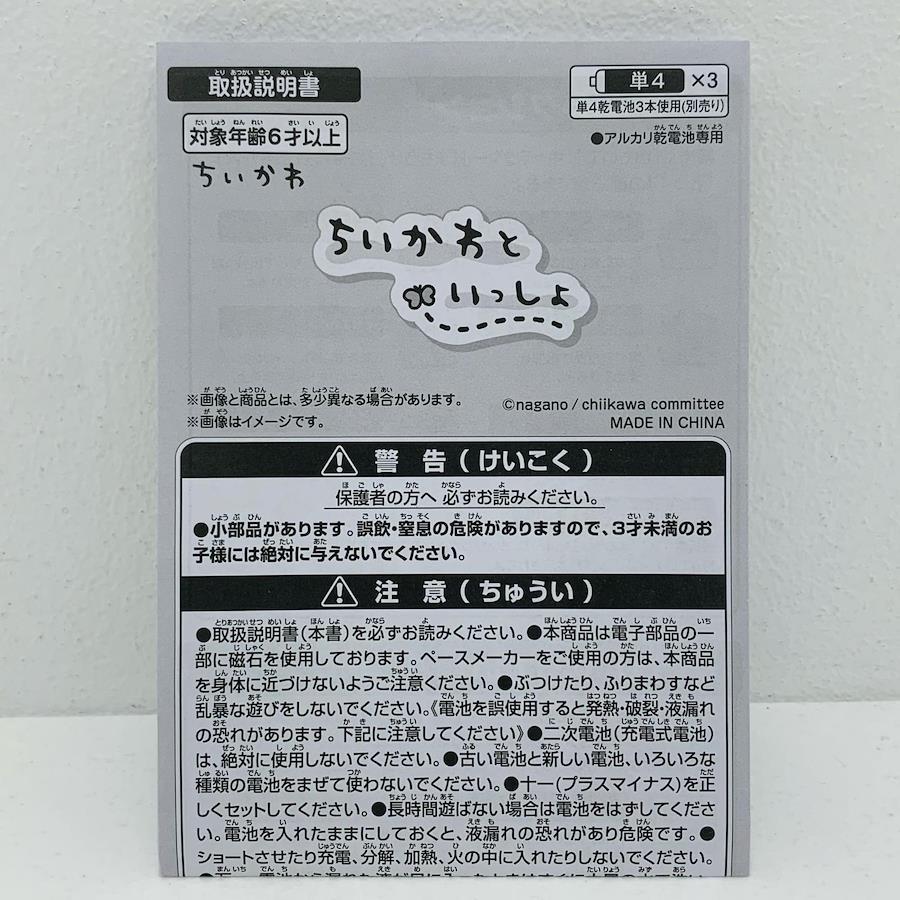 取扱説明書
単4 ×3
単4乾電池3本使用(別売り)
対象年齢6才以上
●アルカリ乾電池専用
ちいかわ
ちいかわと
いっしょ
※画像と商品とは、多少異なる場合があります。
※画像はイメージです。
©nagano / chiikawa committee
MADE IN CHINA
警告(けいこく)
保護者の方へ 必ずお読みください。
●小部品があります。誤飲・窒息の危険がありますので、3才未満のお
子様には絶対に与えないでください。
注意(ちゅうい)
●取扱説明書(本書)を必ずお読みください。●本商品は電子部品の一
部に磁石を使用しております。ペースメーカーをご使用の方は、本商品
を身体に近づけないようご注意ください。●ぶつけたり、ふりまわすなど
乱暴な遊びをしないでください。《電池を誤使用すると発熱・破裂・液漏れ
の恐れがあります。下記に注意してください》●二次電池(充電式電池)
は、絶対に使用しないでください。●古い電池と新しい電池、いろいろな
種類の電池をまぜて使わないでください。●+−(プラスマイナス)を正
しくセットしてください。●長時間遊ばない場合は電池をはずしてくださ
い。電池を入れたままにしておくと、液漏れの恐れがあり危険です。●
ショートさせたり充電、分解、加熱、火の中に入れたりしないでください。